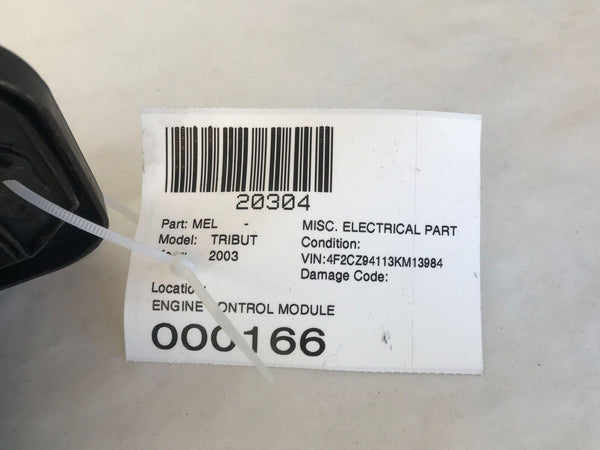 20304
Part: MEL - MISC. ELECTRICAL PART
Model: TRIBUT Condition:
2003 VIN:4F2CZ94113KM13984
Damage Code:
Location:
ENGINE CONTROL MODULE
000166